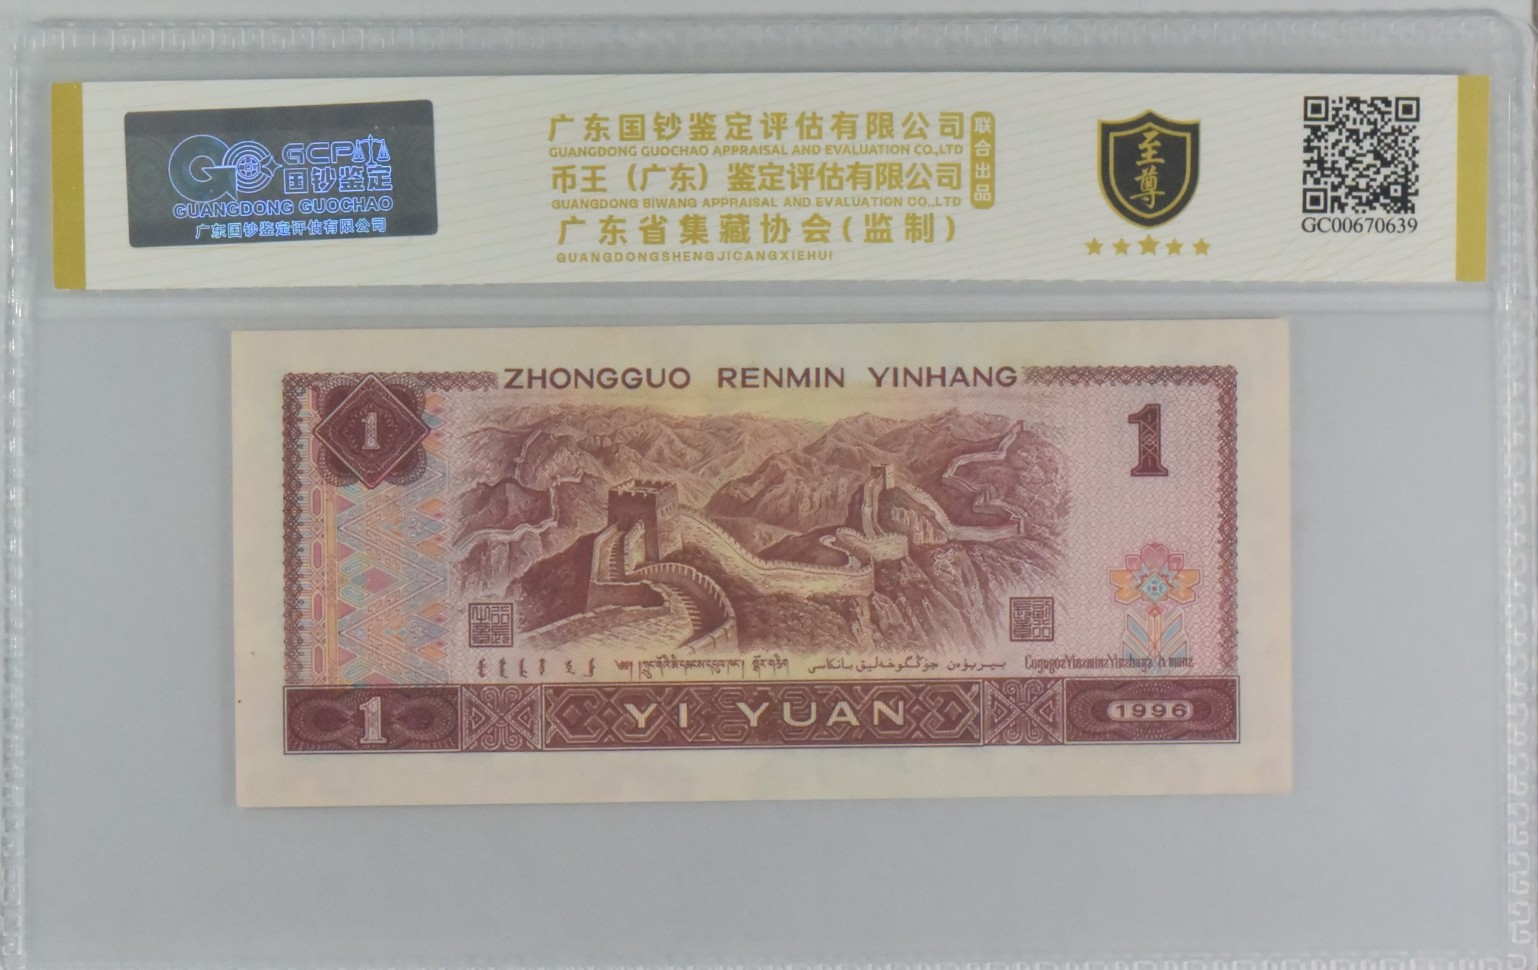 GCP
国钞鉴定
GUANGDONG GUOCHAO
广东国钞鉴定评估有限公司
广东国钞鉴定评估有限公司
GUANGDONG GUOCHAO APPRAISAL AND EVALUATION CO.,LTD
币王（广东）鉴定评估有限公司
GUANGDONG BIWANG APPRAISAL AND EVALUATION CO.,LTD
联合出品
广东省集藏协会(监制)
GUANGDONGSHENGJICANGXIEHUI
至尊
GC00670639
ZHONGGUO RENMIN YINHANG
1
1
YI YUAN
1
1996